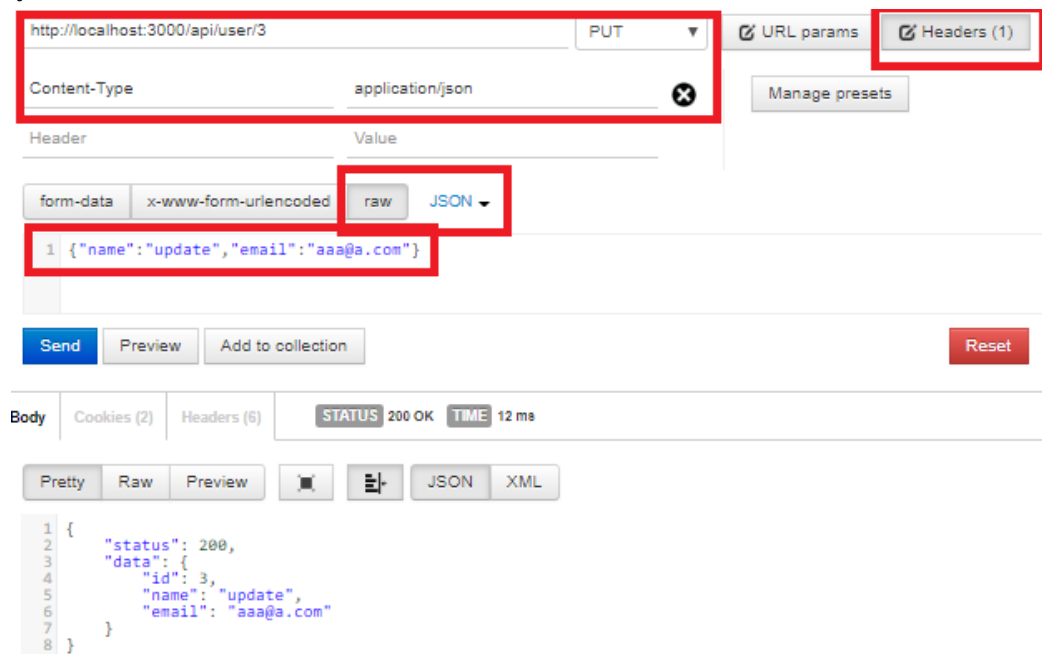 http://localhost:3000/api/user/3 PUT URL params Headers (1)
Content-Type application/json Manage presets
Header Value
form-data x-www-form-urlencoded raw JSON
1 {"name":"update","email":"aaa@a.com"}
Send Preview Add to collection Reset
Body Cookies (2) Headers (6) STATUS 200 OK TIME 12 ms
Pretty Raw Preview JSON XML
1 {
2 "status": 200,
3 "data": {
4 "id": 3,
5 "name": "update",
6 "email": "aaa@a.com"
7 }
8 }